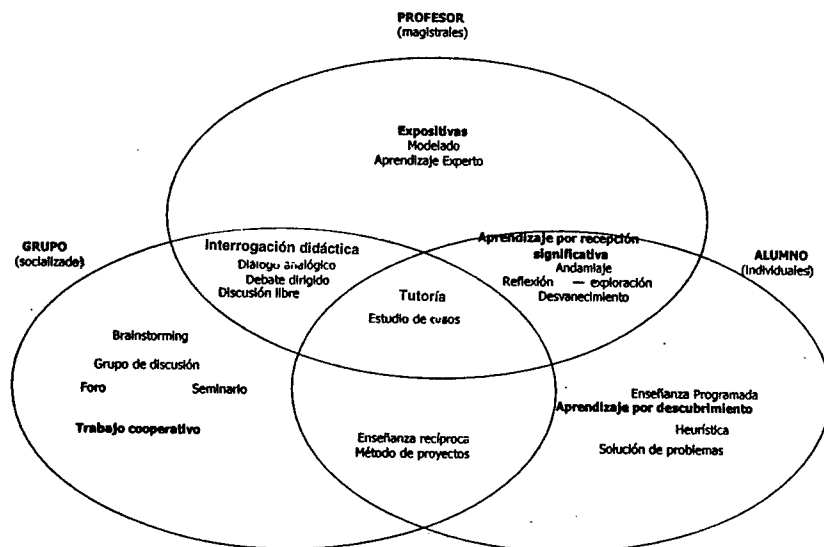 PROFESOR
(magistrales)
Expositivas
Modelado
Aprendizaje Experto
GRUPO
(socializado)
Interrogación didáctica
Diálogo analógico
Debate dirigido
Discusión libre
Aprendizaje por recepción
significativa
Andamiaje
Reflexión — exploración
Desvanecimiento
ALUMNO
(individuales)
Tutoría
Estudio de casos
Brainstorming
Grupo de discusión
Foro Seminario
Trabajo cooperativo
Enseñanza recíproca
Método de proyectos
Enseñanza Programada
Aprendizaje por descubrimiento
Heurística
Solución de problemas